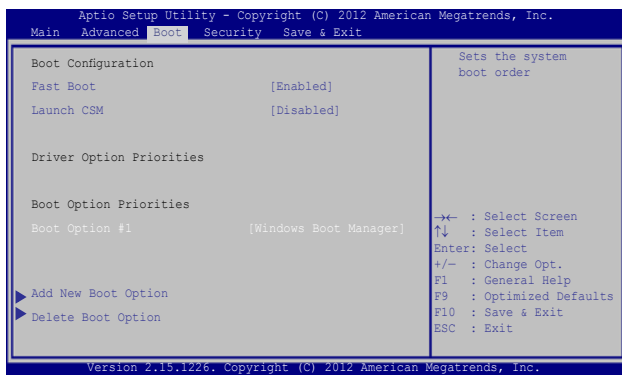 Aptio Setup Utility - Copyright (C) 2012 American Megatrends, Inc.
Main Advanced Boot Security Save & Exit
Boot Configuration
Fast Boot [Enabled]
Launch CSM [Disabled]
Driver Option Priorities
Boot Option Priorities
Boot Option #1 [Windows Boot Manager]
Add New Boot Option
Delete Boot Option
Sets the system
boot order
→← : Select Screen
↑↓ : Select Item
Enter: Select
+/— : Change Opt.
F1 : General Help
F9 : Optimized Defaults
F10 : Save & Exit
ESC : Exit
Version 2.15.1226. Copyright (C) 2012 American Megatrends, Inc.